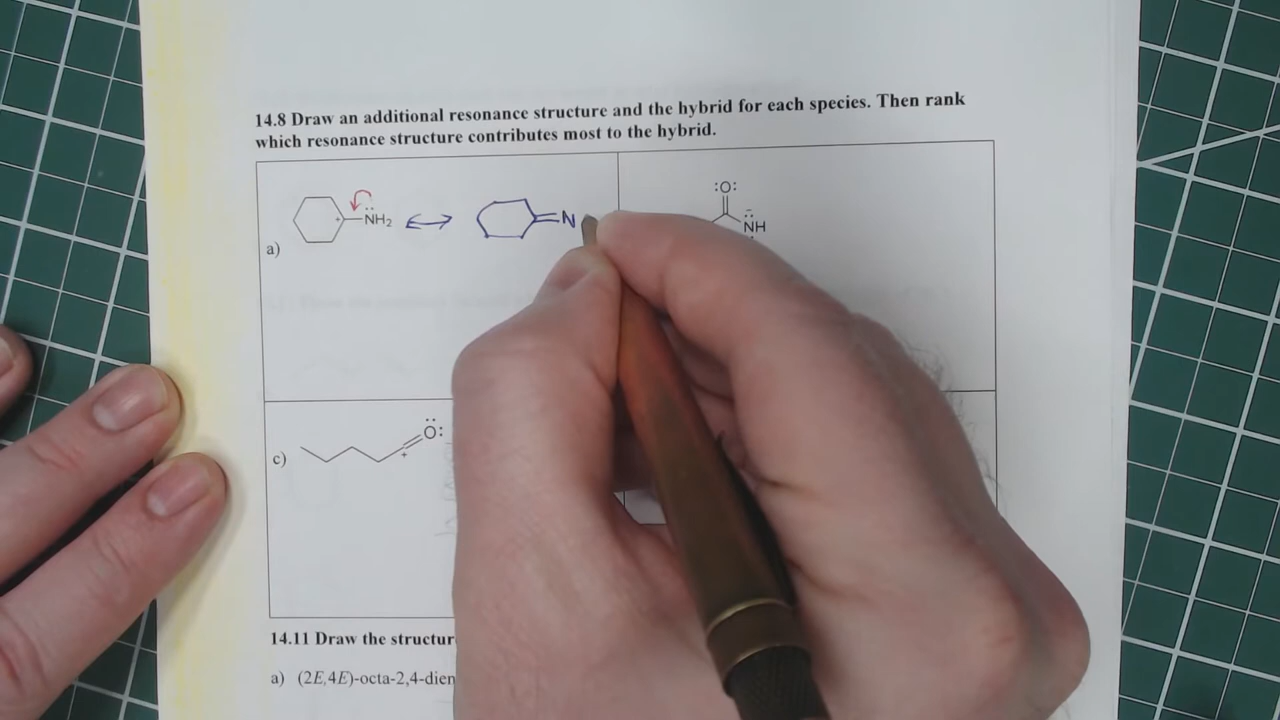 14.8 Draw an additional resonance structure and the hybrid for each species. Then rank
which resonance structure contributes most to the hybrid.
a)
NH₂
N
:O:
NH
c)
+
O:
14.11 Draw the structur
a) (2E,4E)-octa-2,4-dien